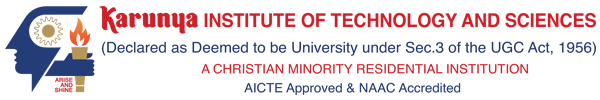 Karunya INSTITUTE OF TECHNOLOGY AND SCIENCES
(Declared as Deemed to be University under Sec.3 of the UGC Act, 1956)
A CHRISTIAN MINORITY RESIDENTIAL INSTITUTION
AICTE Approved & NAAC Accredited
ARISE
AND
SHINE